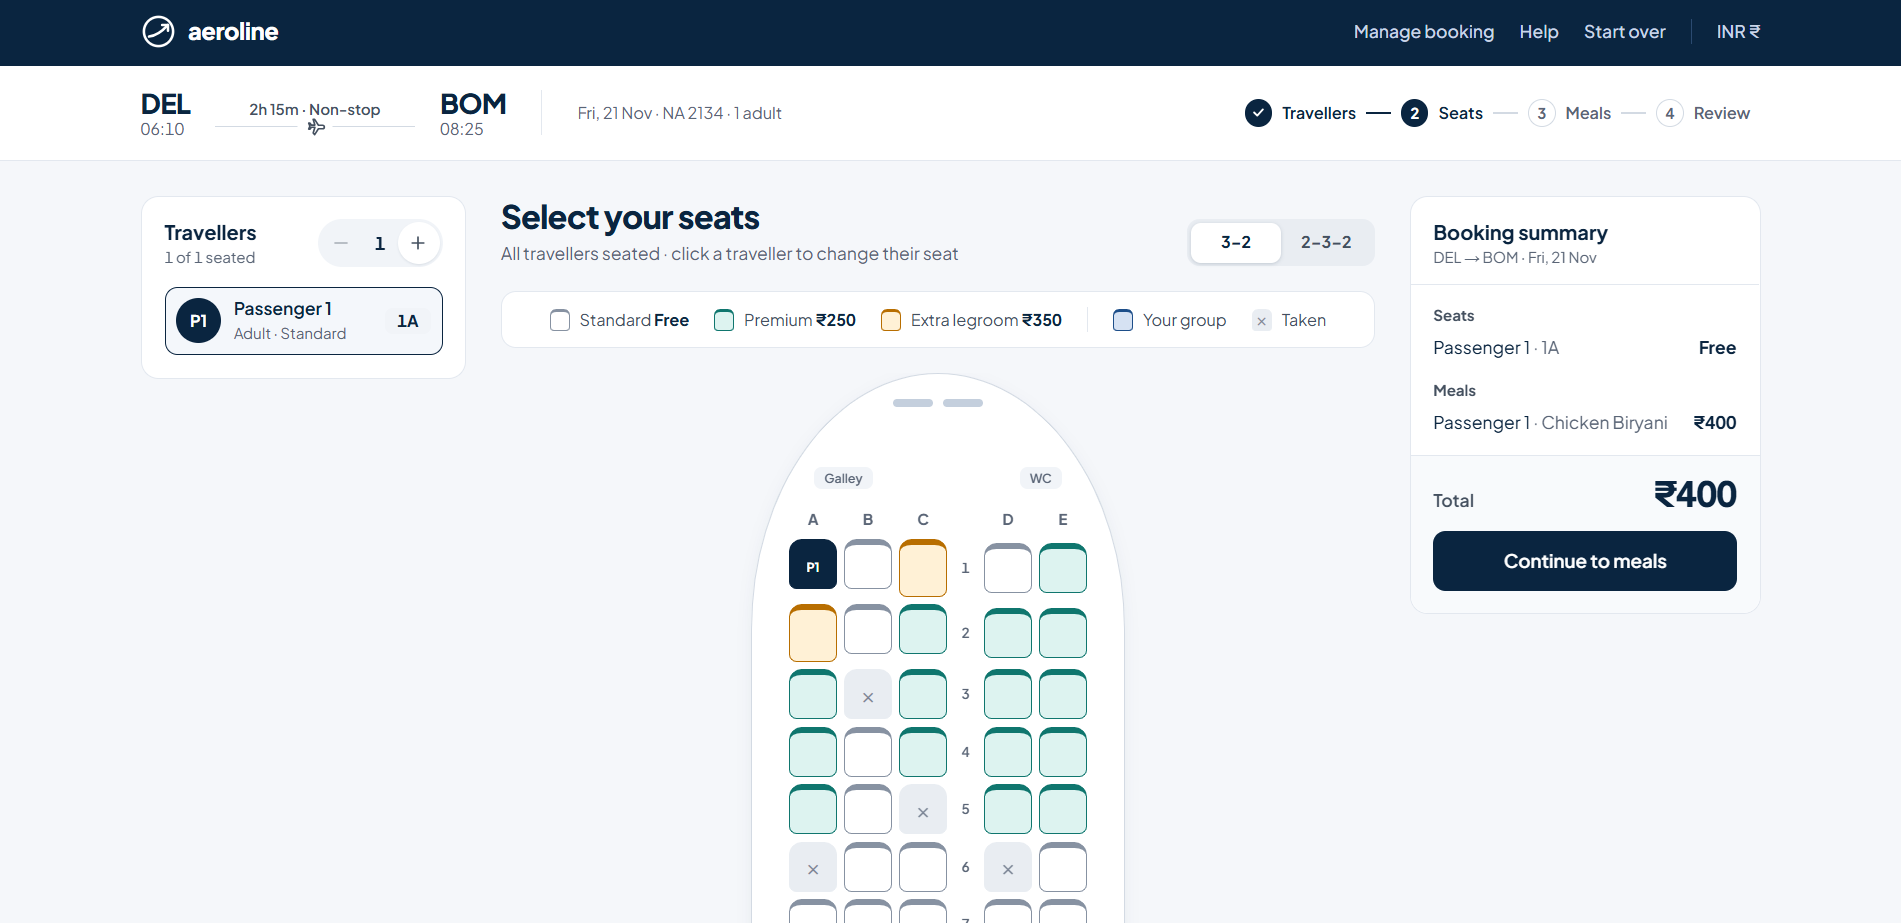 aeroline
Manage booking Help Start over INR ₹
DEL 2h 15m · Non-stop BOM
06:10 08:25
Fri, 21 Nov · NA 2134 · 1 adult
Travellers 2 Seats 3 Meals 4 Review
Travellers
1 of 1 seated
− 1 +
P1 Passenger 1 1A
Adult · Standard
Select your seats
All travellers seated · click a traveller to change their seat
3-2 2-3-2
Standard Free Premium ₹250 Extra legroom ₹350 Your group × Taken
Galley WC
A B C D E
P1 1
2
× 3
4
× 5
× 6 ×
Booking summary
DEL → BOM · Fri, 21 Nov
Seats
Passenger 1 · 1A Free
Meals
Passenger 1 · Chicken Biryani ₹400
Total ₹400
Continue to meals